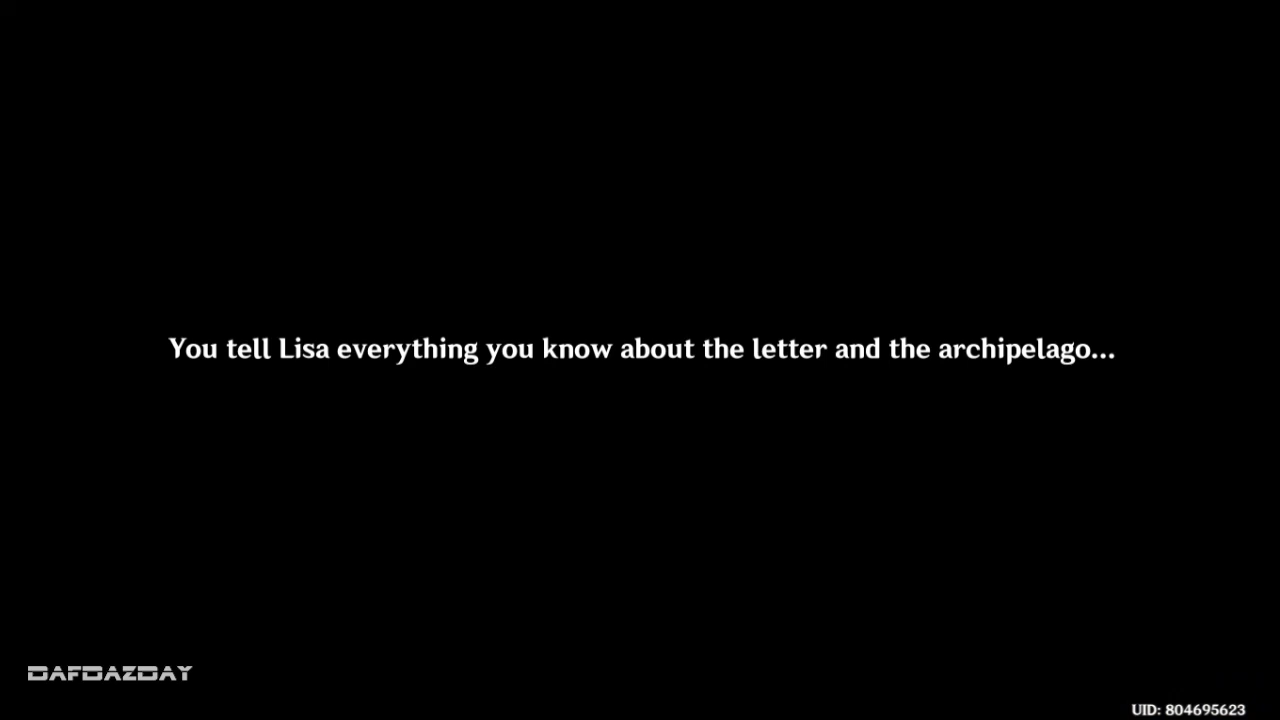 You tell Lisa everything you know about the letter and the archipelago...
DAFDAZDAY
UID: 804695623